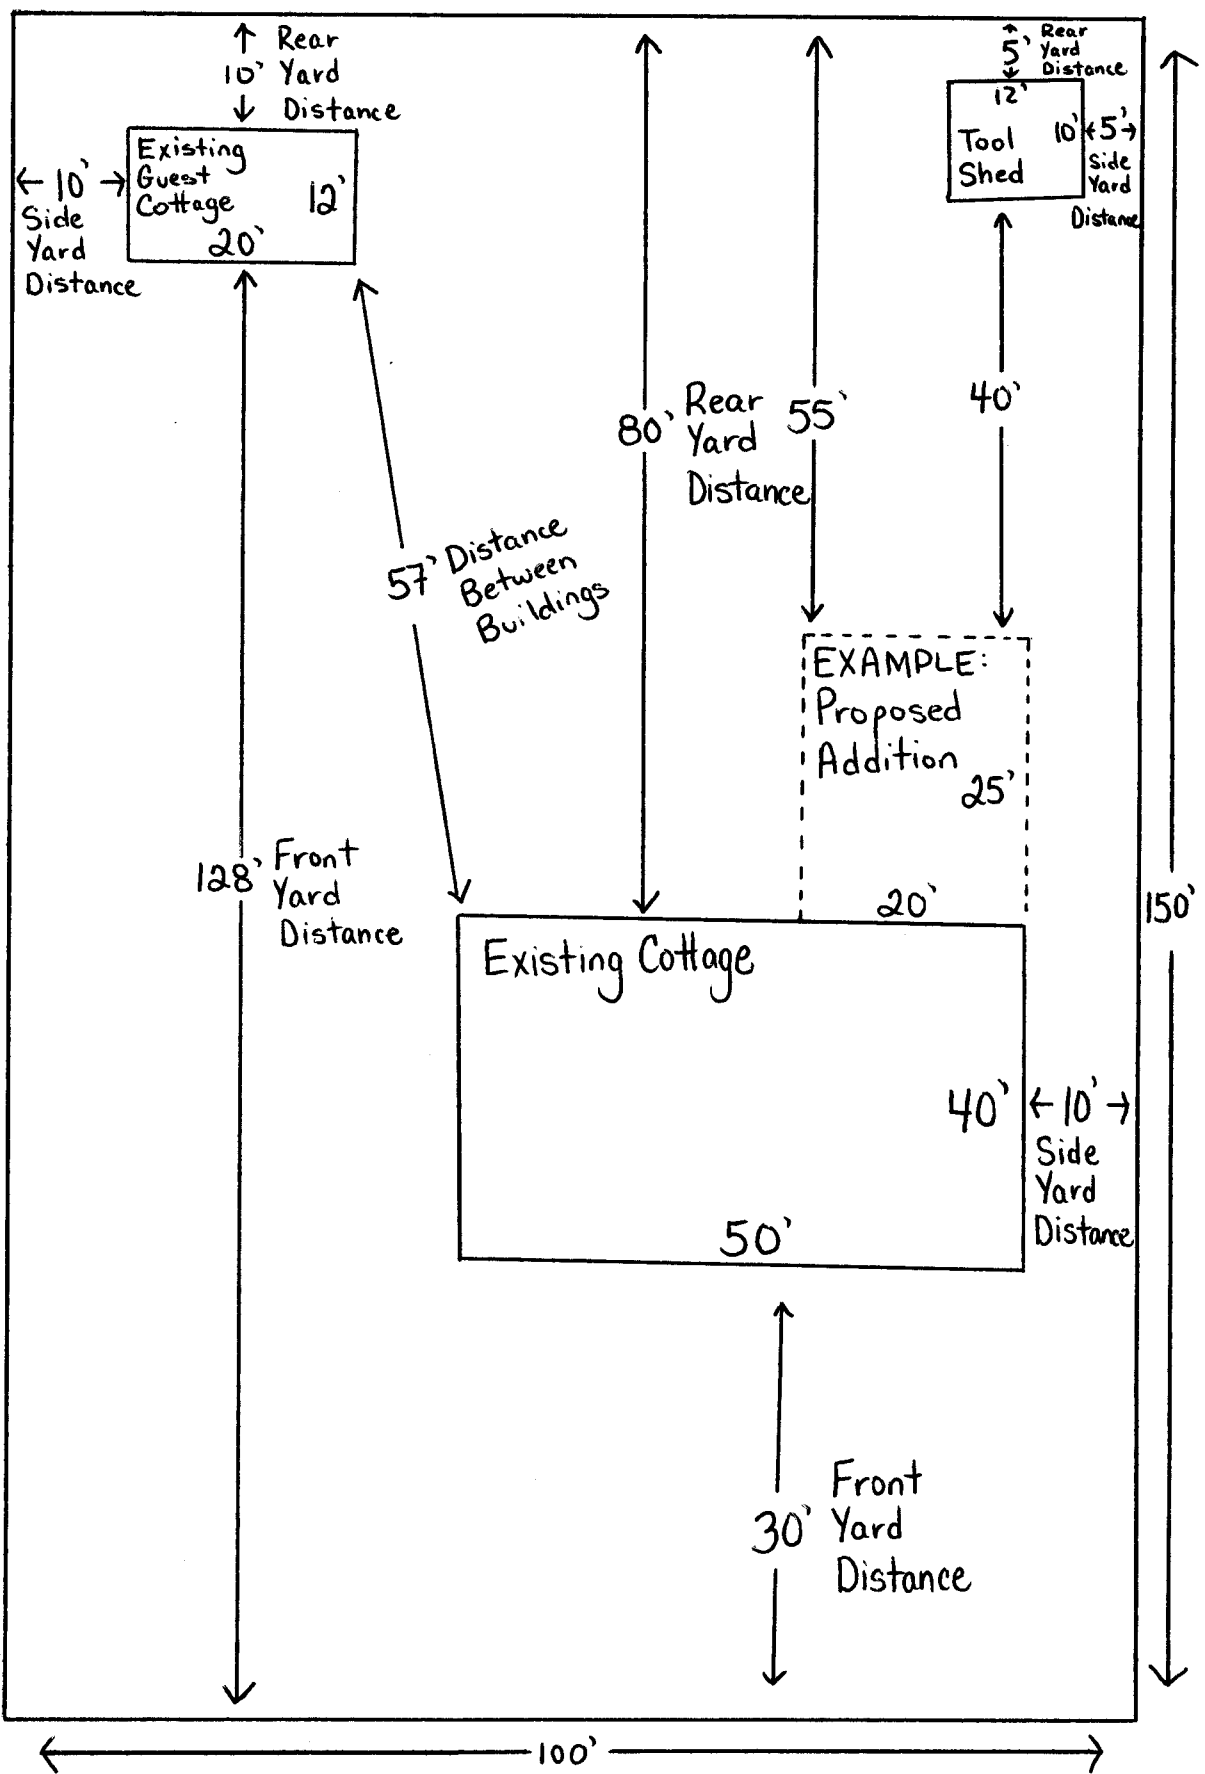 Rear
10' Yard
Distance
Existing
Guest
Cottage
12'
20'
10'
Side
Yard
Distance
Rear
5' Yard
Distance
12'
Tool
Shed
10'
5'
Side
Yard
Distance
80' Rear
Yard
Distance
55'
40'
57' Distance
Between
Buildings
EXAMPLE:
Proposed
Addition
25'
20'
128' Front
Yard
Distance
150'
Existing Cottage
40'
50'
10'
Side
Yard
Distance
30' Front
Yard
Distance
100'